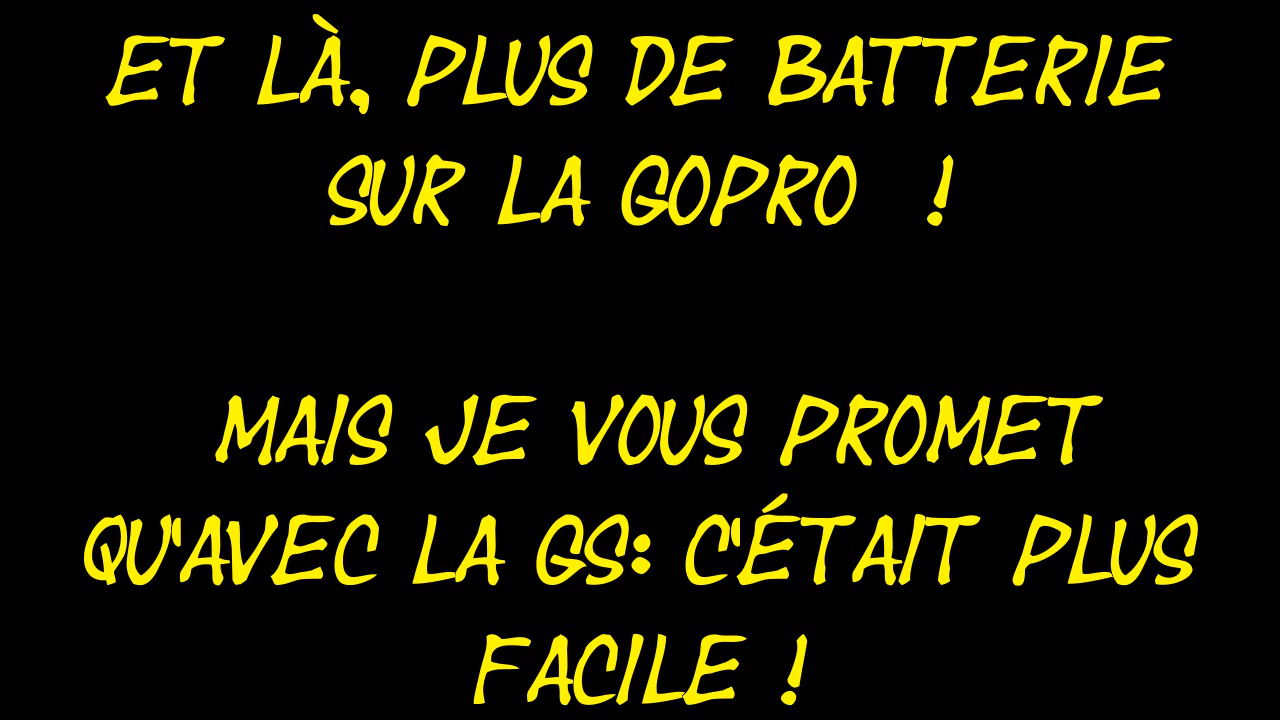 ET LÀ, PLUS DE BATTERIE
SUR LA GOPRO !
MAIS JE VOUS PROMET
QU'AVEC LA GS: C'ÉTAIT PLUS
FACILE !